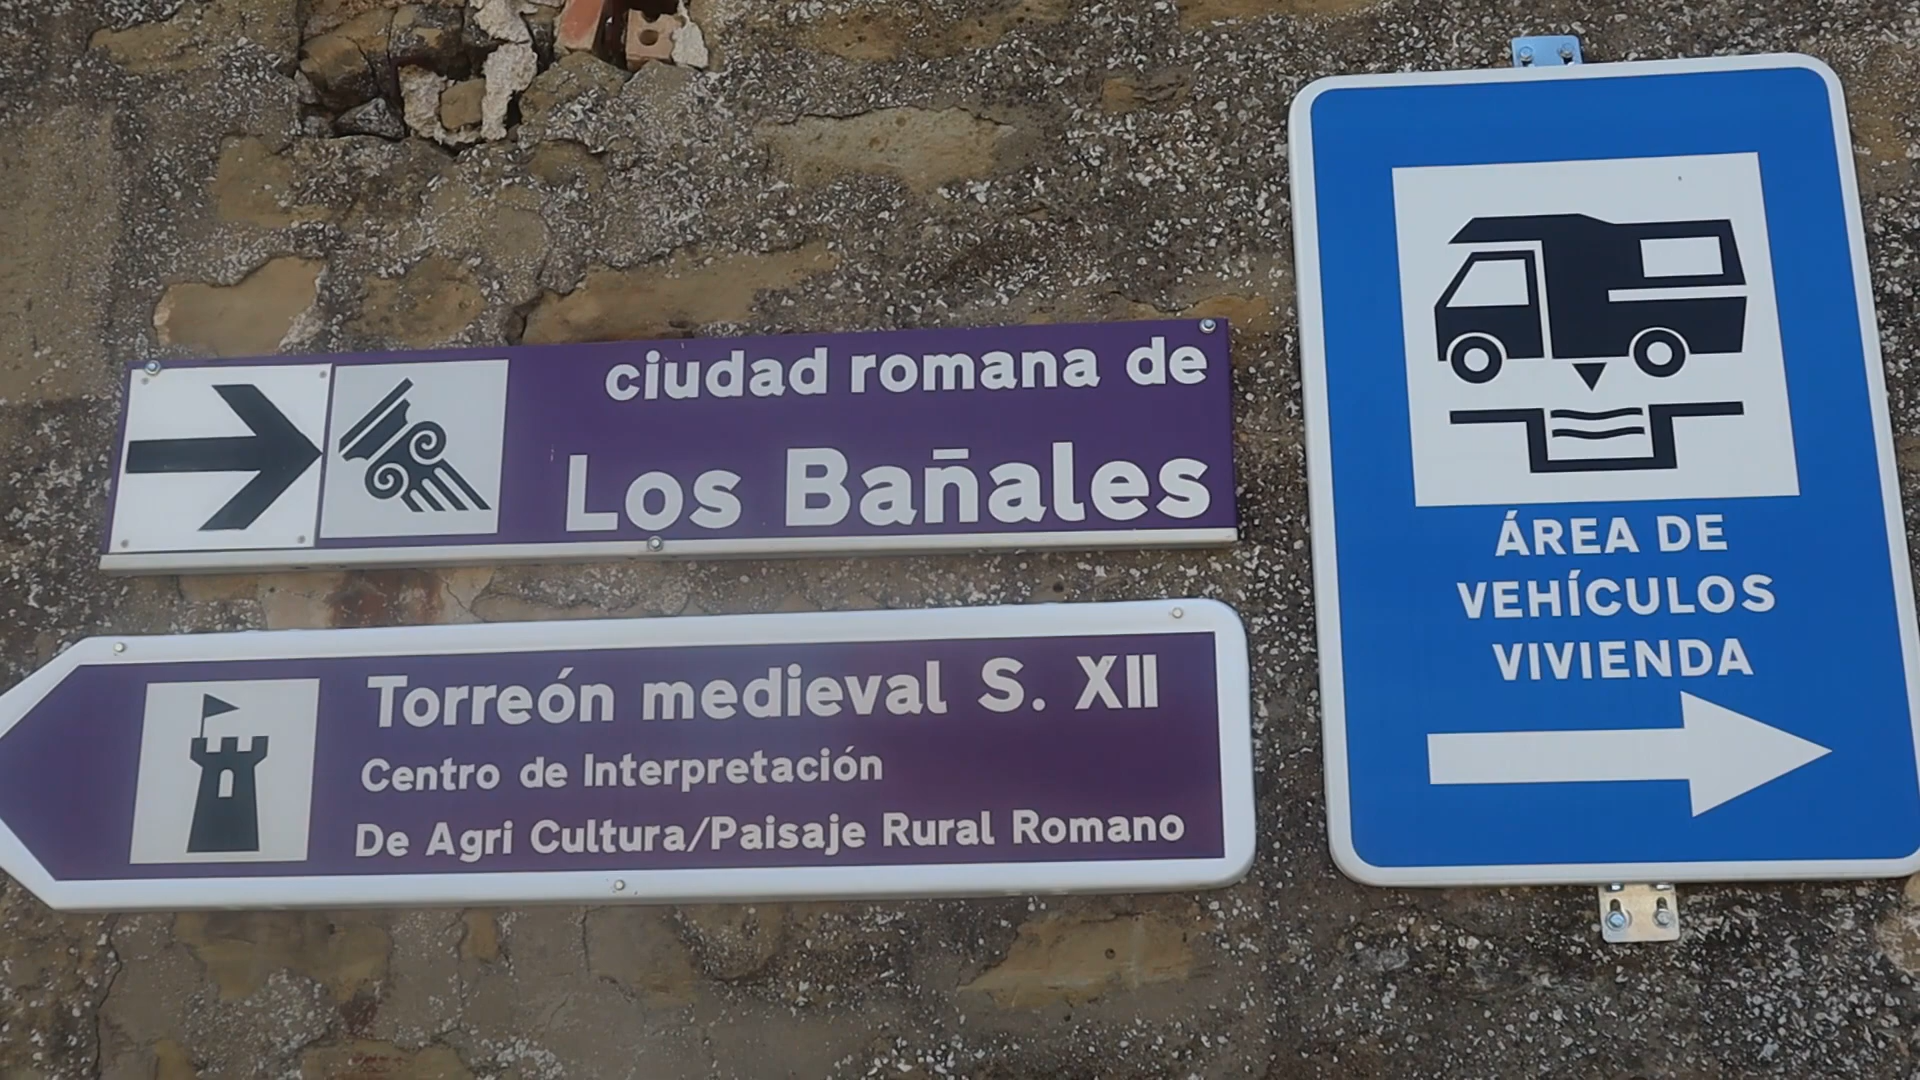 ciudad romana de
Los Bañales
Torreón medieval S. XII
Centro de Interpretación
De Agri Cultura/Paisaje Rural Romano
ÁREA DE
VEHÍCULOS
VIVIENDA